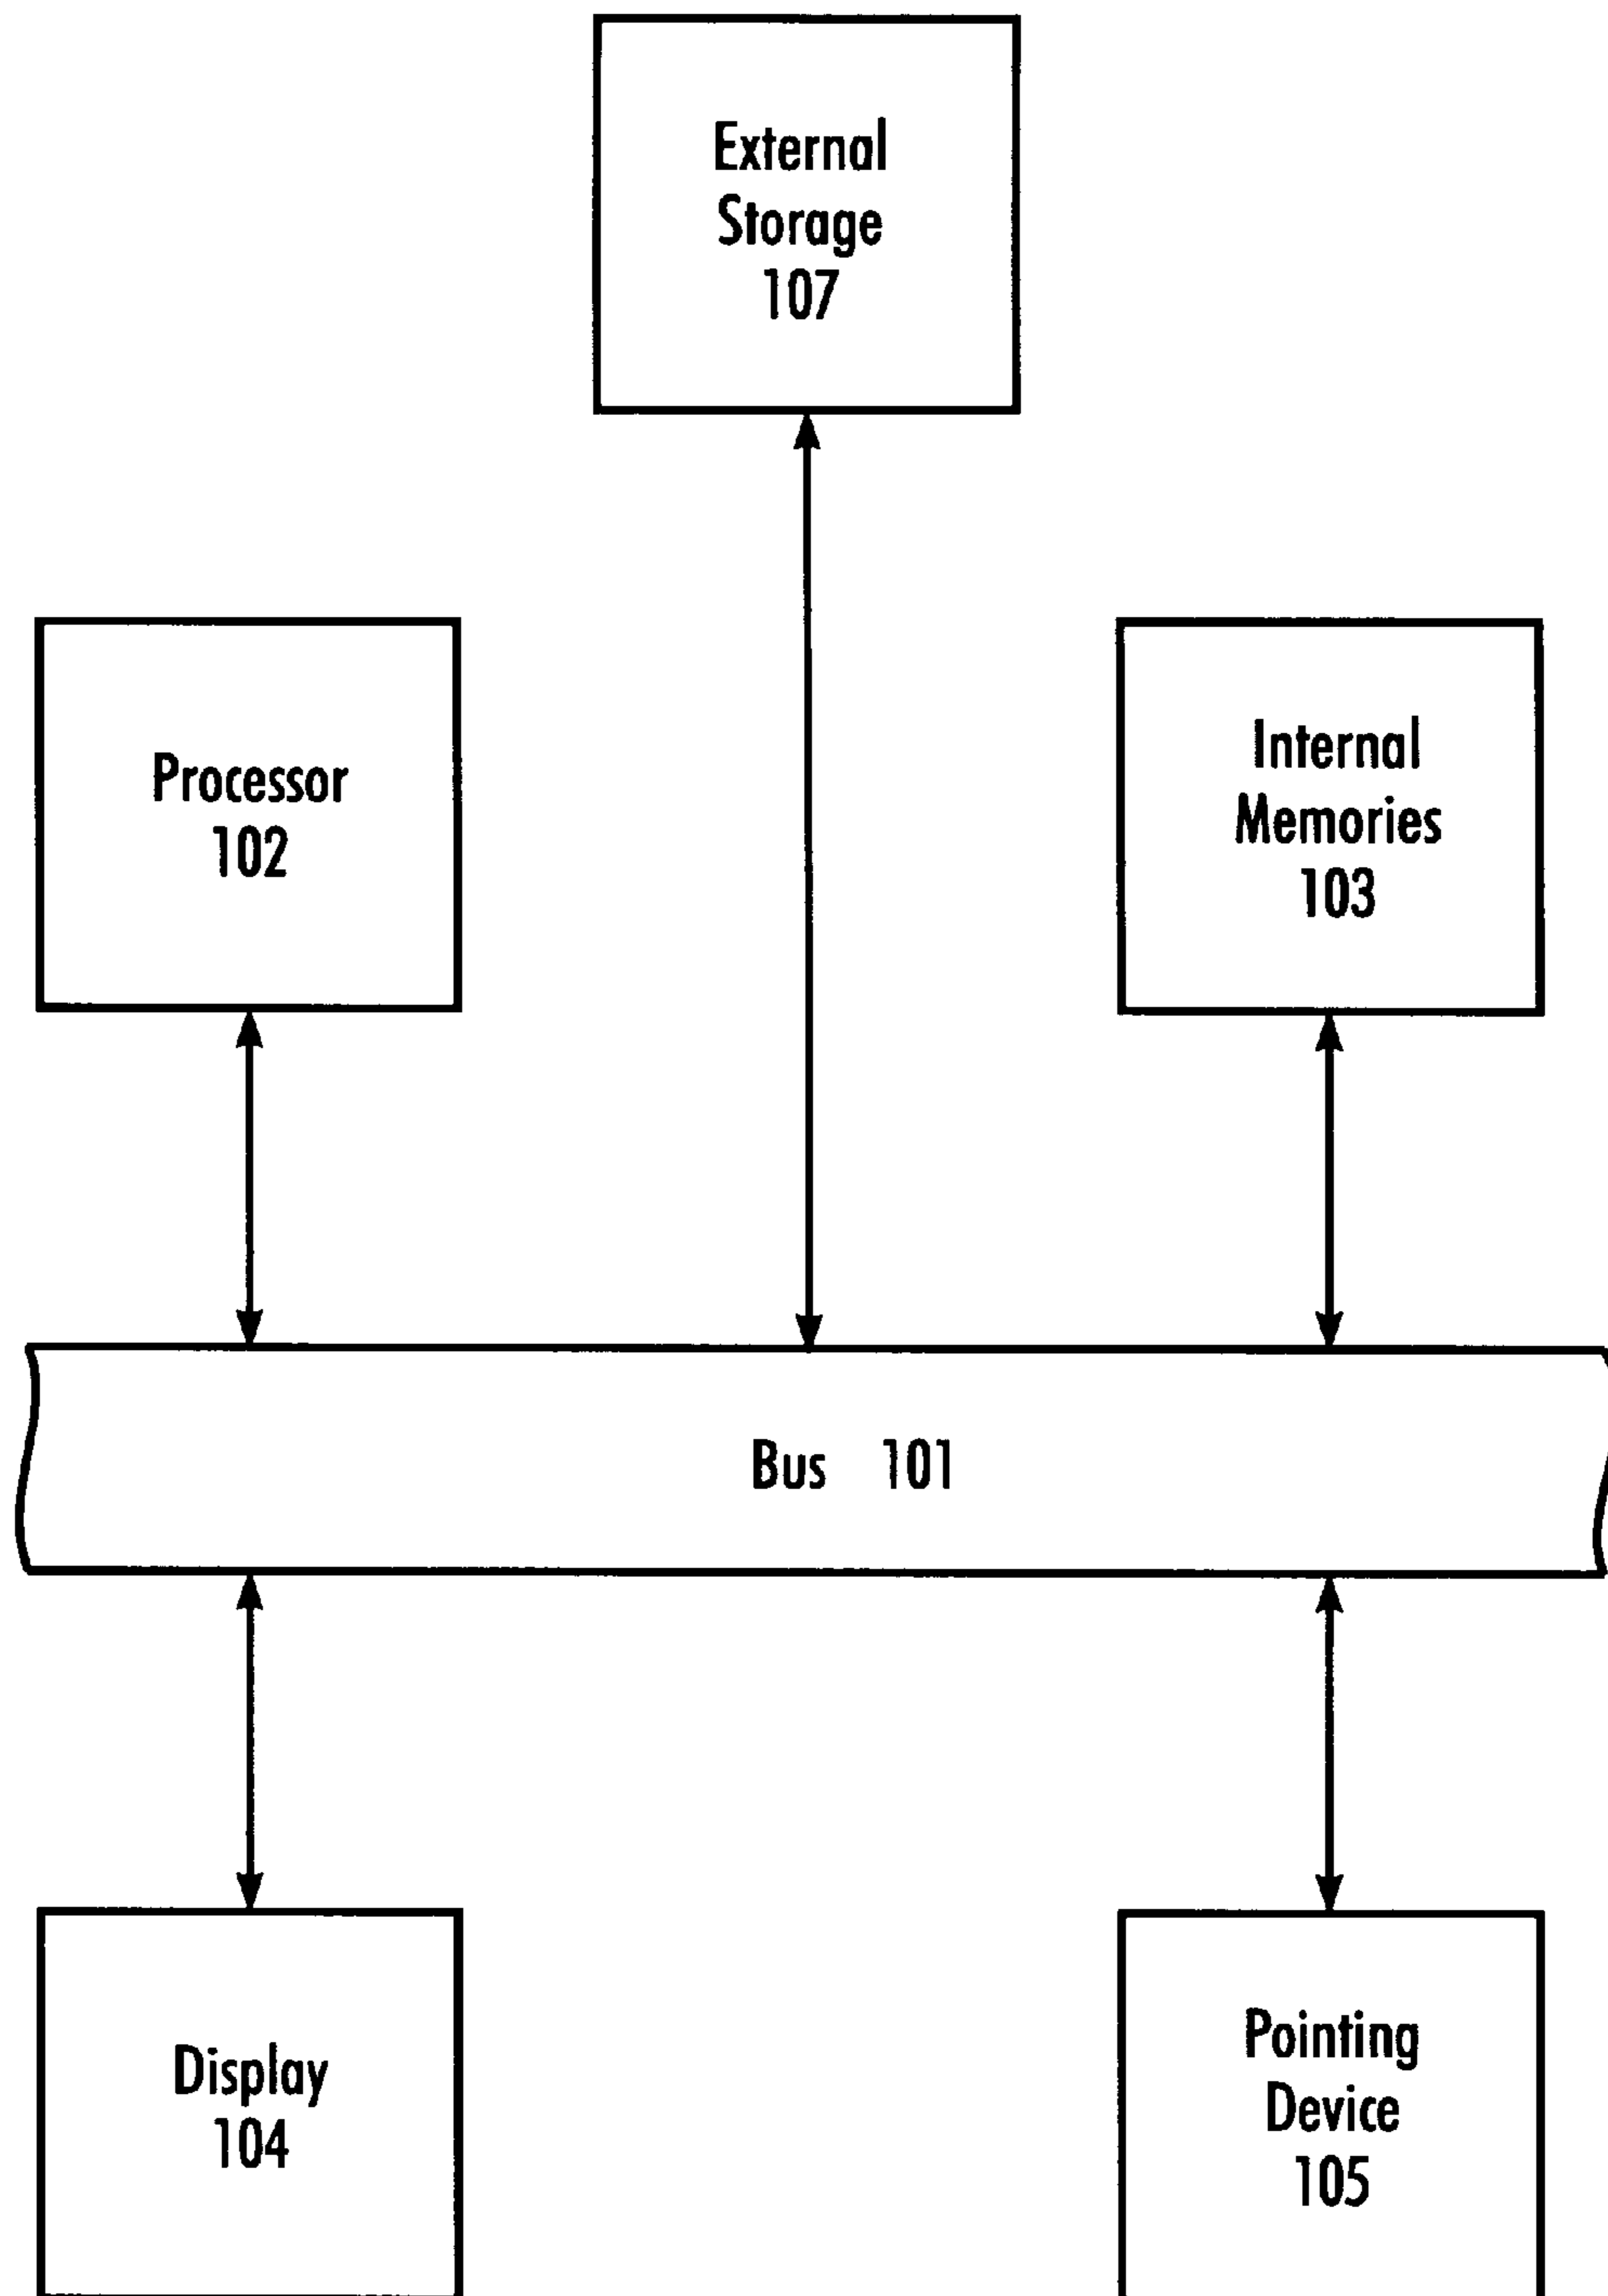 External
Storage
107
Processor
102
Internal
Memories
103
Bus 101
Display
104
Pointing
Device
105